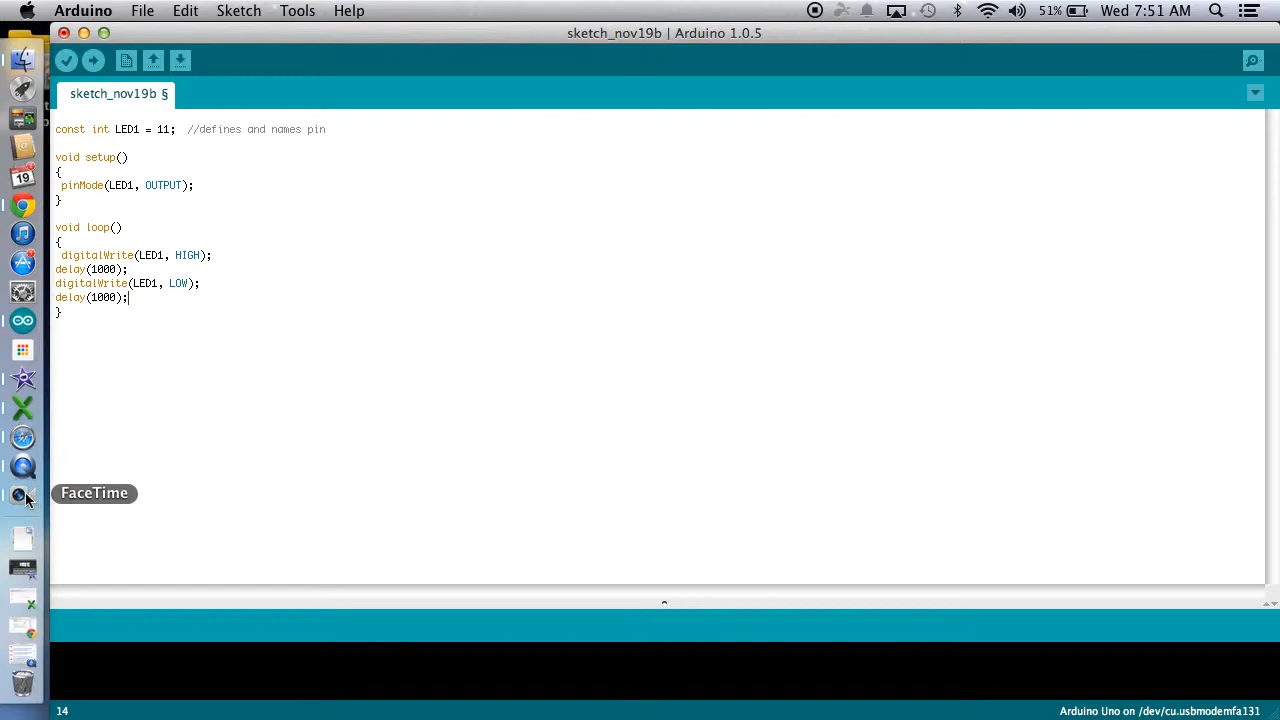 Arduino File Edit Sketch Tools Help 51% Wed 7:51 AM
sketch_nov19b | Arduino 1.0.5
sketch_nov19b §
const int LED1 = 11;  //defines and names pin
void setup()
{
pinMode(LED1, OUTPUT);
}
void loop()
{
digitalWrite(LED1, HIGH);
delay(1000);
digitalWrite(LED1, LOW);
delay(1000);
}
19
FaceTime
14 Arduino Uno on /dev/cu.usbmodemfa131